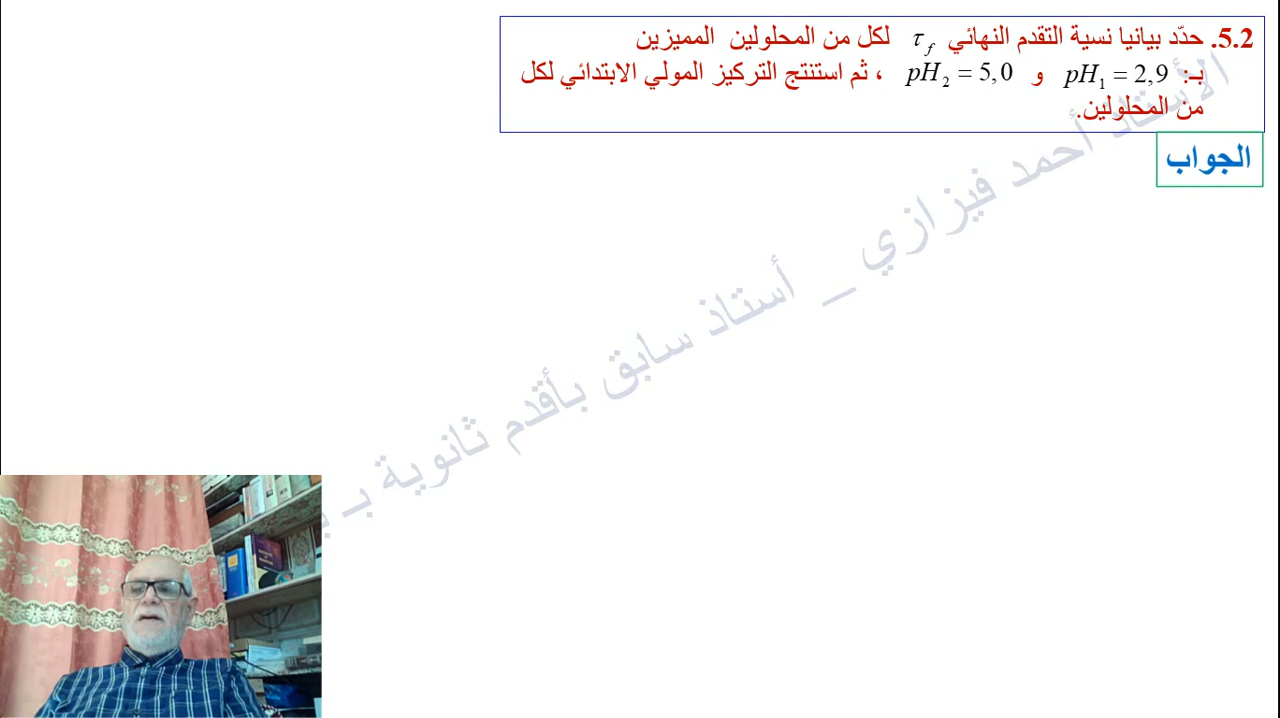 5.2. حدّد بيانيا نسية التقدم النهائي τf لكل من المحلولين المميزين
بـ: pH1 = 2,9 و pH2 = 5,0 ، ثم استنتج التركيز المولي الابتدائي لكل
من المحلولين.
الجواب
الأستاذ أحمد فيزازي _ أستاذ سابق بأقدم ثانوية بـ